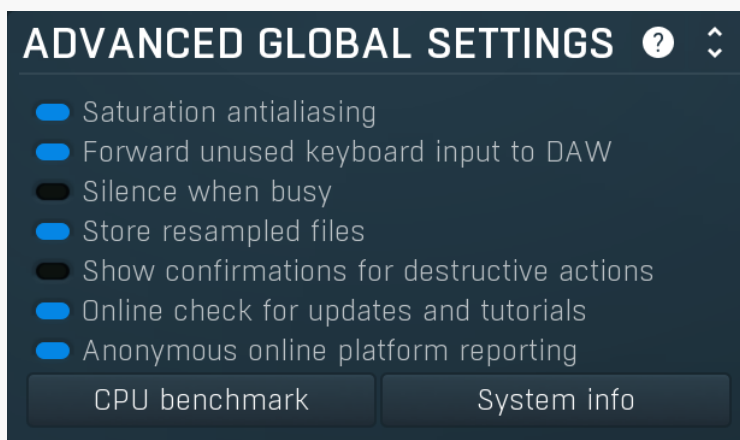 ADVANCED GLOBAL SETTINGS ?
Saturation antialiasing
Forward unused keyboard input to DAW
Silence when busy
Store resampled files
Show confirmations for destructive actions
Online check for updates and tutorials
Anonymous online platform reporting
CPU benchmark System info